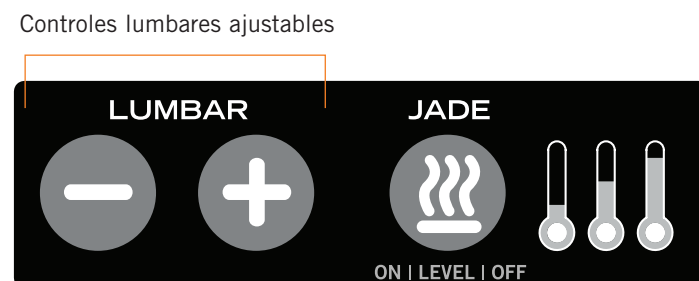 Controles lumbares ajustables
LUMBAR JADE
ON | LEVEL | OFF